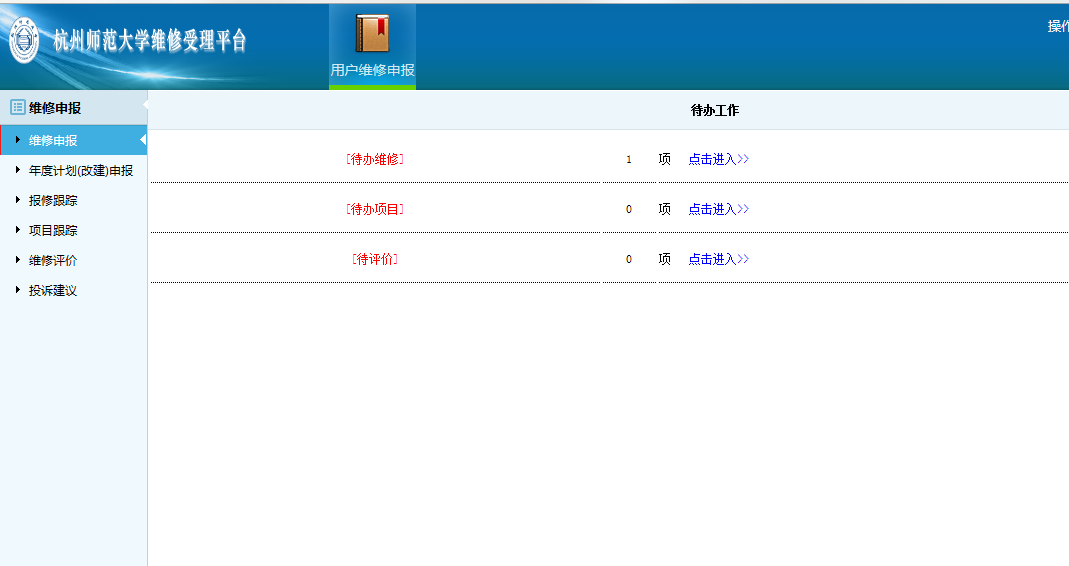 杭州师范大学维修受理平台
用户维修申报
操作
维修申报
维修申报
年度计划(改建)申报
报修跟踪
项目跟踪
维修评价
投诉建议
待办工作
[待办维修] 1 项 点击进入>>
[待办项目] 0 项 点击进入>>
[待评价] 0 项 点击进入>>